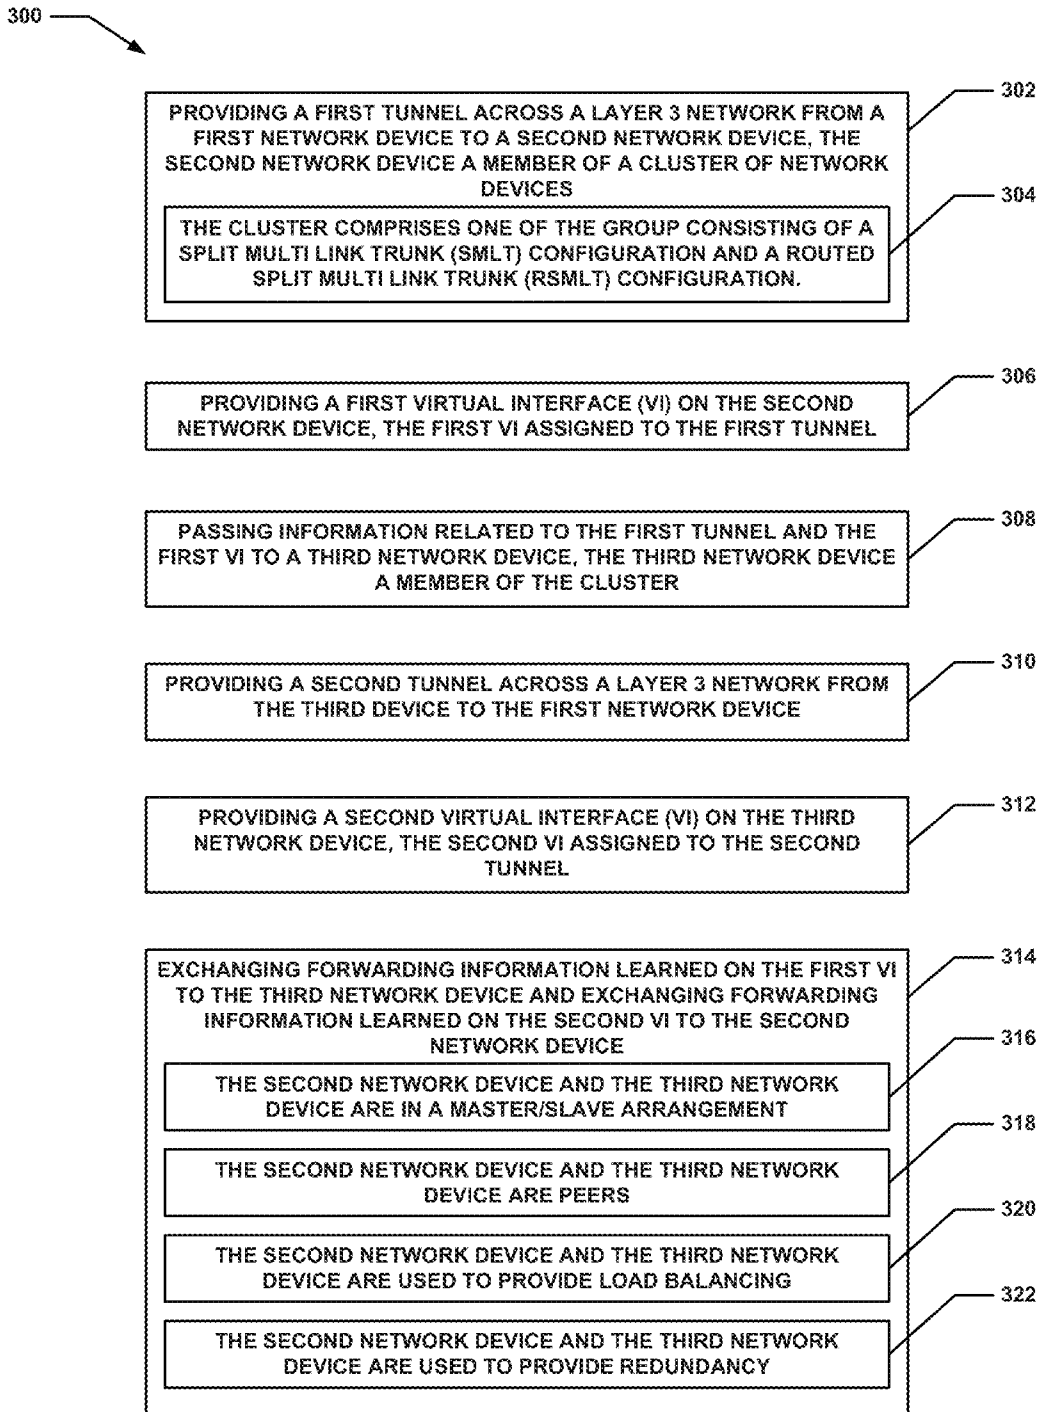 300
302
PROVIDING A FIRST TUNNEL ACROSS A LAYER 3 NETWORK FROM A
FIRST NETWORK DEVICE TO A SECOND NETWORK DEVICE, THE
SECOND NETWORK DEVICE A MEMBER OF A CLUSTER OF NETWORK
DEVICES
304
THE CLUSTER COMPRISES ONE OF THE GROUP CONSISTING OF A
SPLIT MULTI LINK TRUNK (SMLT) CONFIGURATION AND A ROUTED
SPLIT MULTI LINK TRUNK (RSMLT) CONFIGURATION.
306
PROVIDING A FIRST VIRTUAL INTERFACE (VI) ON THE SECOND
NETWORK DEVICE, THE FIRST VI ASSIGNED TO THE FIRST TUNNEL
308
PASSING INFORMATION RELATED TO THE FIRST TUNNEL AND THE
FIRST VI TO A THIRD NETWORK DEVICE, THE THIRD NETWORK DEVICE
A MEMBER OF THE CLUSTER
310
PROVIDING A SECOND TUNNEL ACROSS A LAYER 3 NETWORK FROM
THE THIRD DEVICE TO THE FIRST NETWORK DEVICE
312
PROVIDING A SECOND VIRTUAL INTERFACE (VI) ON THE THIRD
NETWORK DEVICE, THE SECOND VI ASSIGNED TO THE SECOND
TUNNEL
314
EXCHANGING FORWARDING INFORMATION LEARNED ON THE FIRST VI
TO THE THIRD NETWORK DEVICE AND EXCHANGING FORWARDING
INFORMATION LEARNED ON THE SECOND VI TO THE SECOND
NETWORK DEVICE
316
THE SECOND NETWORK DEVICE AND THE THIRD NETWORK
DEVICE ARE IN A MASTER/SLAVE ARRANGEMENT
318
THE SECOND NETWORK DEVICE AND THE THIRD NETWORK
DEVICE ARE PEERS
320
THE SECOND NETWORK DEVICE AND THE THIRD NETWORK
DEVICE ARE USED TO PROVIDE LOAD BALANCING
322
THE SECOND NETWORK DEVICE AND THE THIRD NETWORK
DEVICE ARE USED TO PROVIDE REDUNDANCY